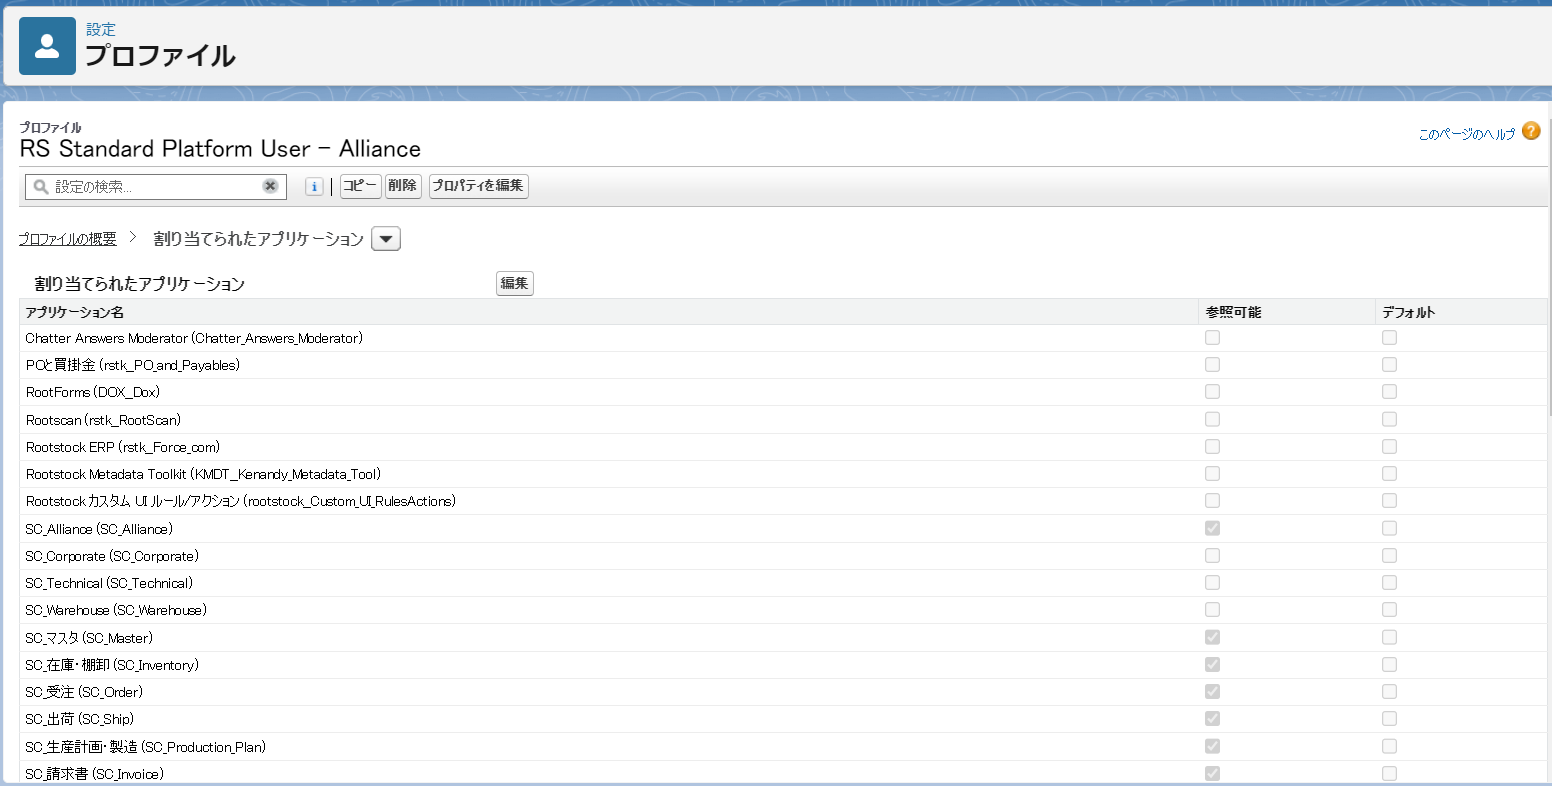 設定
プロファイル
プロファイル
RS Standard Platform User - Alliance
このページのヘルプ ?
設定の検索...
i
コピー 削除 プロパティを編集
プロファイルの概要 > 割り当てられたアプリケーション
割り当てられたアプリケーション 編集
アプリケーション名 参照可能 デフォルト
Chatter Answers Moderator (Chatter_Answers_Moderator)
POと買掛金 (rstk__PO_and_Payables)
RootForms (DOX__Dox)
Rootscan (rstk__RootScan)
Rootstock ERP (rstk__Force_com)
Rootstock Metadata Toolkit (KMDT__Kenandy_Metadata_Tool)
Rootstock カスタム UI ルール/アクション (rootstock__Custom_UI_RulesActions)
SC_Alliance (SC_Alliance)
SC_Corporate (SC_Corporate)
SC_Technical (SC_Technical)
SC_Warehouse (SC_Warehouse)
SC_マスタ (SC_Master)
SC_在庫・棚卸 (SC_Inventory)
SC_受注 (SC_Order)
SC_出荷 (SC_Ship)
SC_生産計画・製造 (SC_Production_Plan)
SC_請求書 (SC_Invoice)